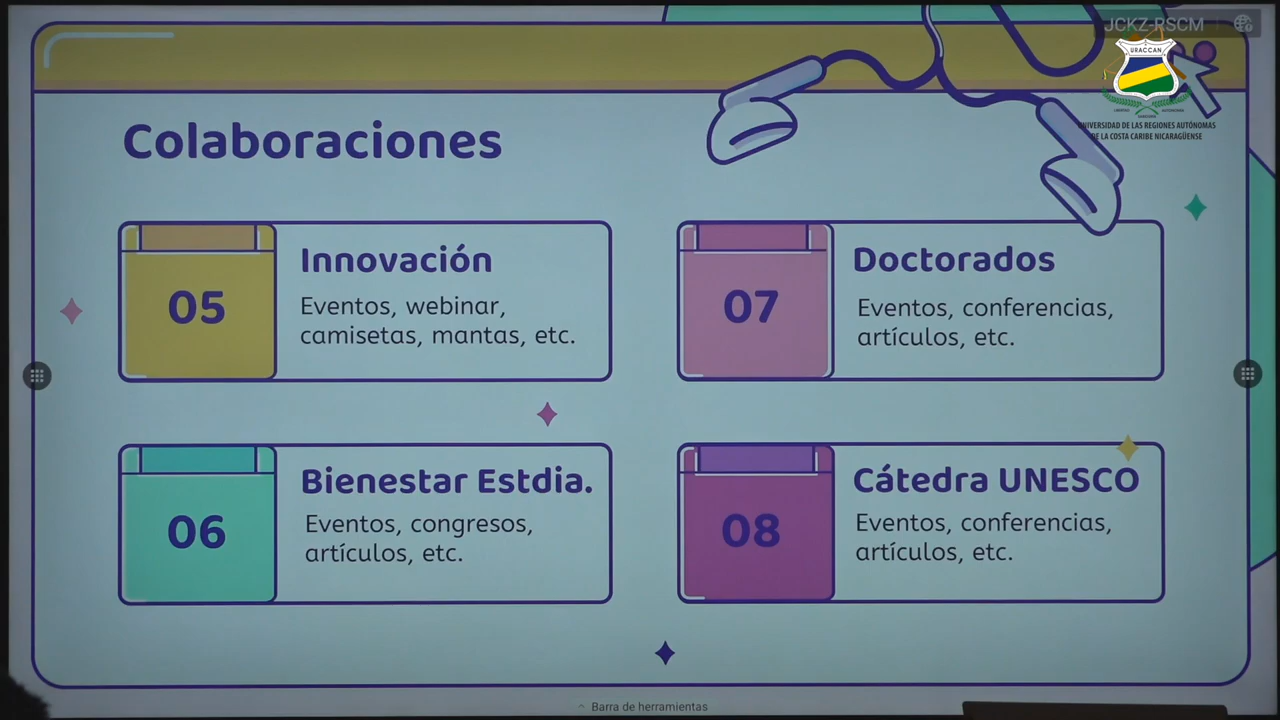 JCKZ-RSCM
URACCAN
UNIVERSIDAD DE LAS REGIONES AUTÓNOMAS
DE LA COSTA CARIBE NICARAGÜENSE
Colaboraciones
05
Innovación
Eventos, webinar,
camisetas, mantas, etc.
07
Doctorados
Eventos, conferencias,
artículos, etc.
06
Bienestar Estdia.
Eventos, congresos,
artículos, etc.
08
Cátedra UNESCO
Eventos, conferencias,
artículos, etc.
Barra de herramientas